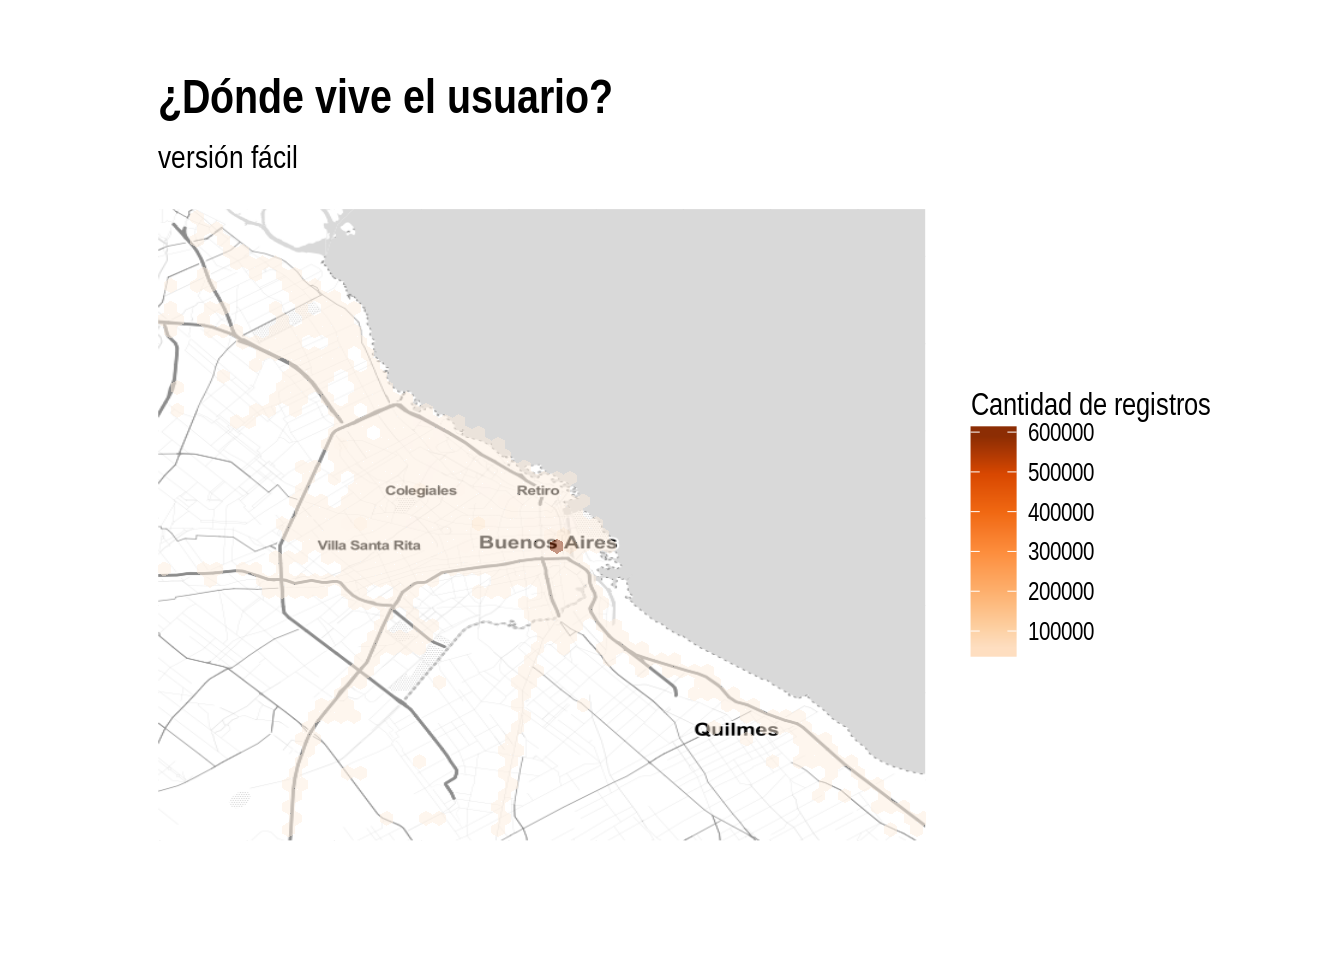 ¿Dónde vive el usuario?
versión fácil
Cantidad de registros
600000
500000
400000
300000
200000
100000
Colegiales
Retiro
Villa Santa Rita
Buenos Aires
Quilmes